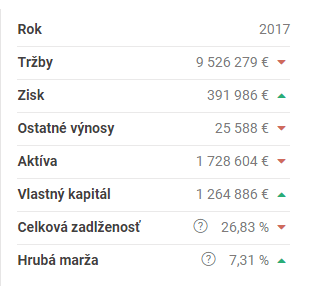 Rok 2017
Tržby 9 526 279 €
Zisk 391 986 €
Ostatné výnosy 25 588 €
Aktíva 1 728 604 €
Vlastný kapitál 1 264 886 €
Celková zadlženosť ? 26,83 %
Hrubá marža ? 7,31 %